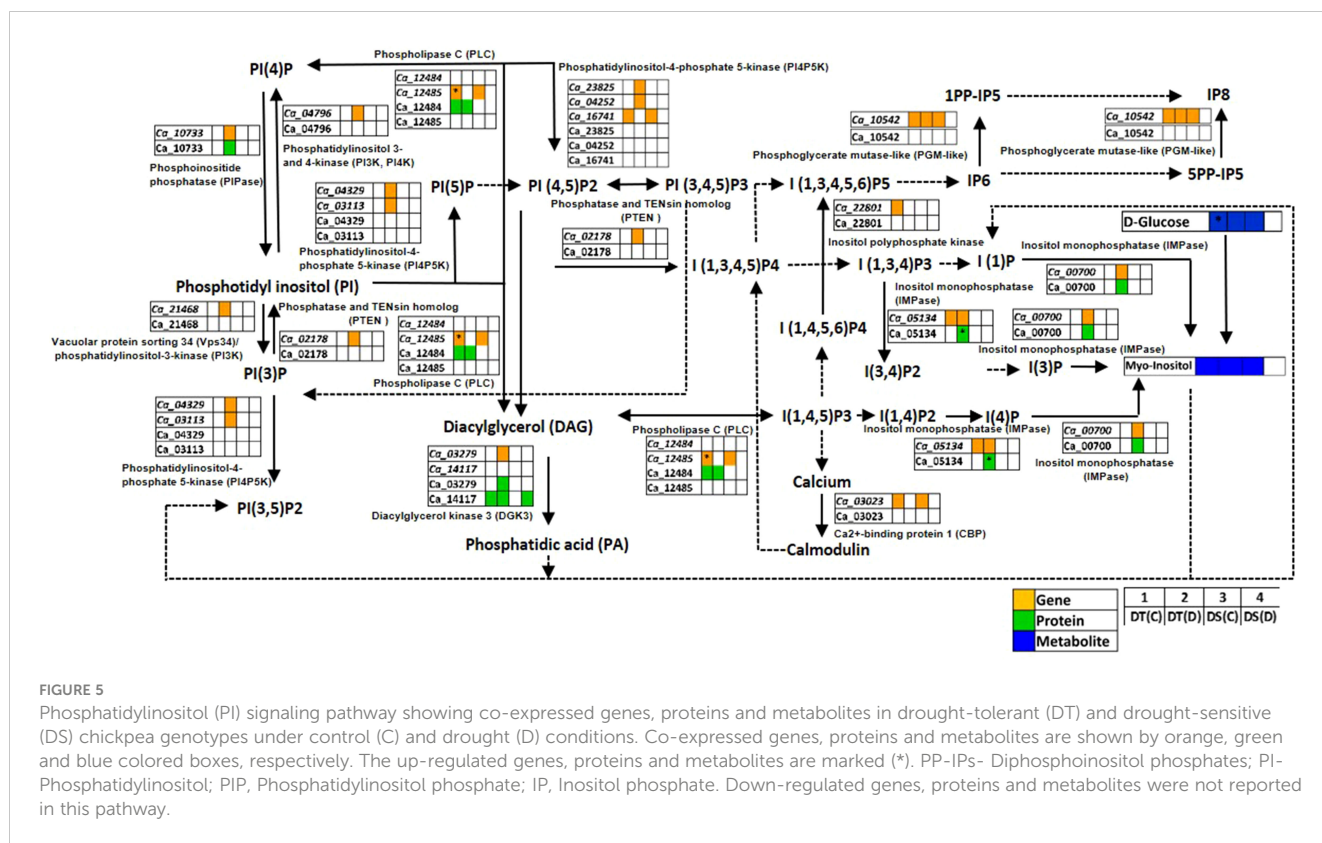 Phospholipase C (PLC)
PI(4)P
Ca_12484
Ca_12485 *
Ca_12484
Ca_12485
Phosphatidylinositol-4-phosphate 5-kinase (PI4P5K)
Ca_23825
Ca_04252
Ca_16741
Ca_23825
Ca_04252
Ca_16741
Ca_04796
Ca_04796
Phosphatidylinositol 3-
and 4-kinase (PI3K, PI4K)
Ca_10733
Ca_10733
Phosphoinositide
phosphatase (PIPase)
1PP-IP5
IP8
Ca_10542
Ca_10542
Phosphoglycerate mutase-like (PGM-like)
Ca_10542
Ca_10542
Phosphoglycerate mutase-like (PGM-like)
Ca_04329
Ca_03113
Ca_04329
Ca_03113
Phosphatidylinositol-4-
phosphate 5-kinase (PI4P5K)
PI(5)P
PI (4,5)P2
PI (3,4,5)P3
I (1,3,4,5,6)P5
IP6
5PP-IP5
Phosphatase and TENsin homolog
(PTEN )
Ca_02178
Ca_02178
Ca_22801
Ca_22801
Inositol polyphosphate kinase
D-Glucose *
Inositol monophosphatase (IMPase)
I (1,3,4,5)P4
I (1,3,4)P3
I (1)P
Ca_00700
Ca_00700
Phosphotidyl inositol (PI)
Inositol monophosphatase
(IMPase)
Ca_05134
Ca_05134 *
Ca_00700
Ca_00700
Inositol monophosphatase (IMPase)
Ca_21468
Ca_21468
Vacuolar protein sorting 34 (Vps34)/
phosphatidylinositol-3-kinase (PI3K)
Phosphatase and TENsin homolog
(PTEN )
Ca_02178
Ca_02178
Ca_12484
Ca_12485 *
Ca_12484
Ca_12485
Phospholipase C (PLC)
I (1,4,5,6)P4
I(3,4)P2
I(3)P
Myo-Inositol
PI(3)P
Ca_04329
Ca_03113
Ca_04329
Ca_03113
Phosphatidylinositol-4-
phosphate 5-kinase (PI4P5K)
PI(3,5)P2
Diacylglycerol (DAG)
Ca_03279
Ca_14117
Ca_03279
Ca_14117
Diacylglycerol kinase 3 (DGK3)
Phosphatidic acid (PA)
Phospholipase C (PLC)
Ca_12484
Ca_12485 *
Ca_12484
Ca_12485
I(1,4,5)P3
I(1,4)P2
I(4)P
Inositol monophosphatase (IMPase)
Ca_05134
Ca_05134 *
Ca_00700
Ca_00700
Inositol monophosphatase
(IMPase)
Calcium
Ca_03023
Ca_03023
Ca2+-binding protein 1 (CBP)
Calmodulin
Gene
Protein
Metabolite
1 2 3 4
DT(C) DT(D) DS(C) DS(D)
FIGURE 5
Phosphatidylinositol (PI) signaling pathway showing co-expressed genes, proteins and metabolites in drought-tolerant (DT) and drought-sensitive
(DS) chickpea genotypes under control (C) and drought (D) conditions. Co-expressed genes, proteins and metabolites are shown by orange, green
and blue colored boxes, respectively. The up-regulated genes, proteins and metabolites are marked (*). PP-IPs- Diphosphoinositol phosphates; PI-
Phosphatidylinositol; PIP, Phosphatidylinositol phosphate; IP, Inositol phosphate. Down-regulated genes, proteins and metabolites were not reported
in this pathway.